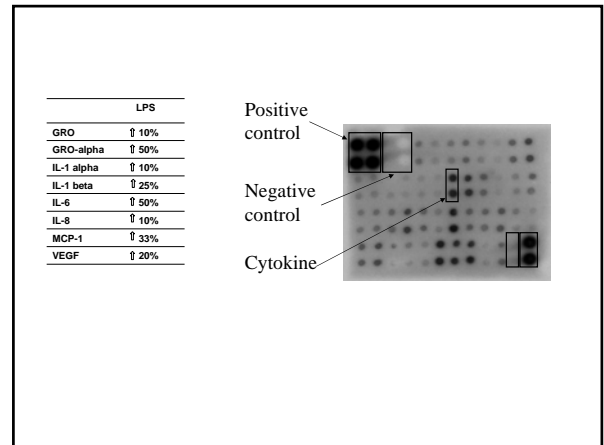 LPS
GRO ⇧ 10%
GRO-alpha ⇧ 50%
IL-1 alpha ⇧ 10%
IL-1 beta ⇧ 25%
IL-6 ⇧ 50%
IL-8 ⇧ 10%
MCP-1 ⇧ 33%
VEGF ⇧ 20%
Positive
control
Negative
control
Cytokine